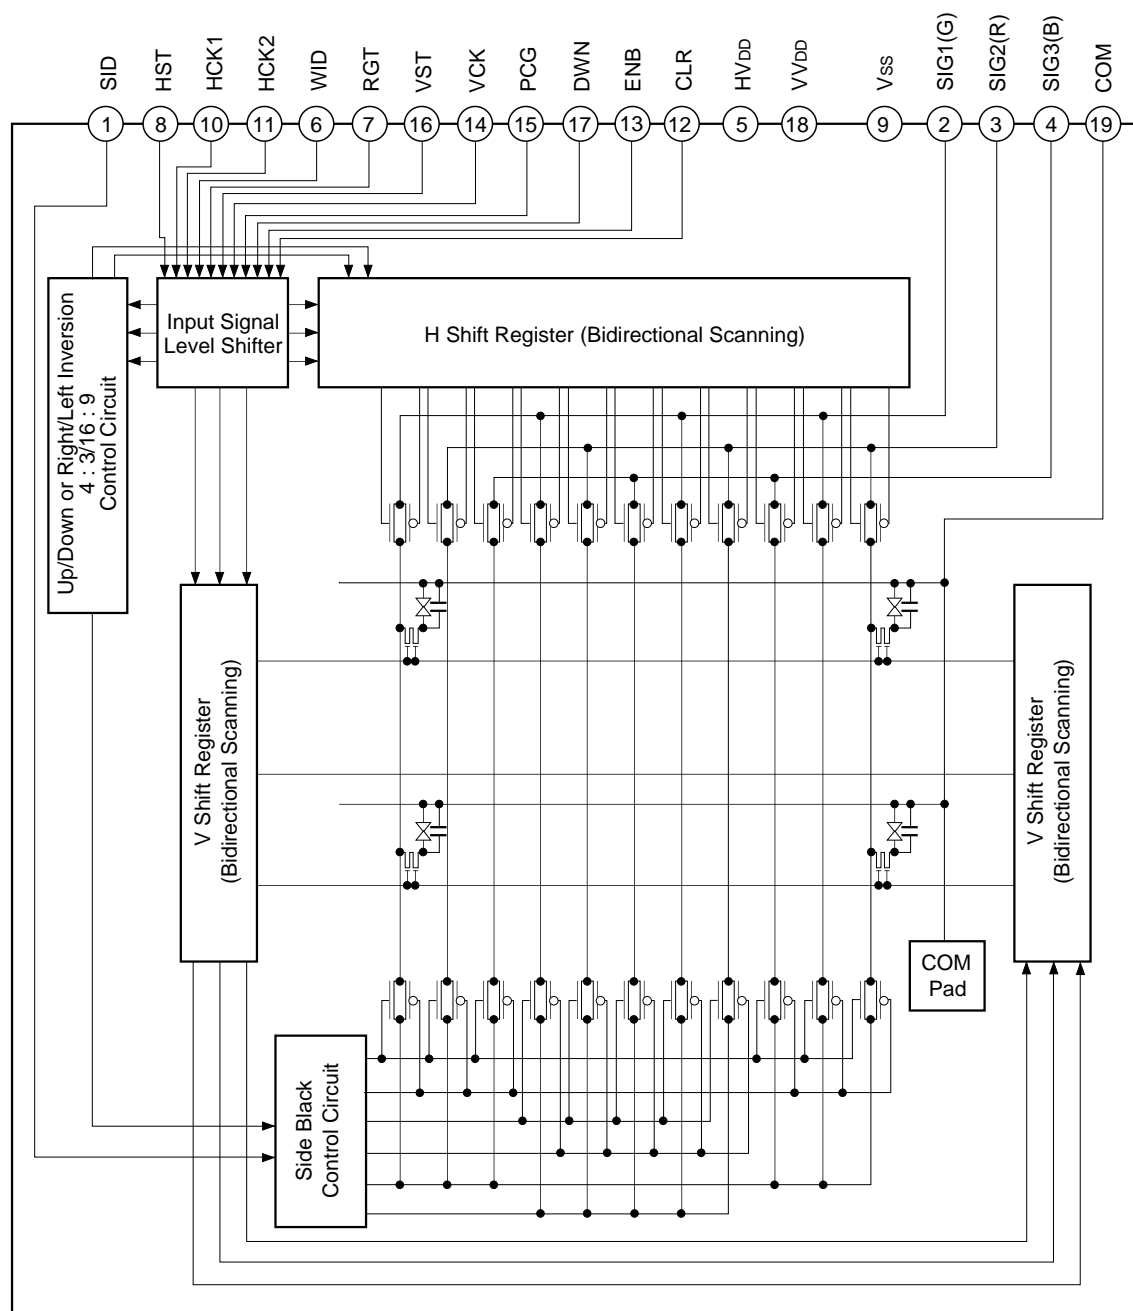 SID
HST
HCK1
HCK2
WID
RGT
VST
VCK
PCG
DWN
ENB
CLR
HVDD
VVDD
VSS
SIG1(G)
SIG2(R)
SIG3(B)
COM
1
8
10
11
6
7
16
14
15
17
13
12
5
18
9
2
3
4
19
Up/Down or Right/Left Inversion
4 : 3/16 : 9
Control Circuit
Input Signal
Level Shifter
H Shift Register (Bidirectional Scanning)
V Shift Register
(Bidirectional Scanning)
V Shift Register
(Bidirectional Scanning)
COM
Pad
Side Black
Control Circuit